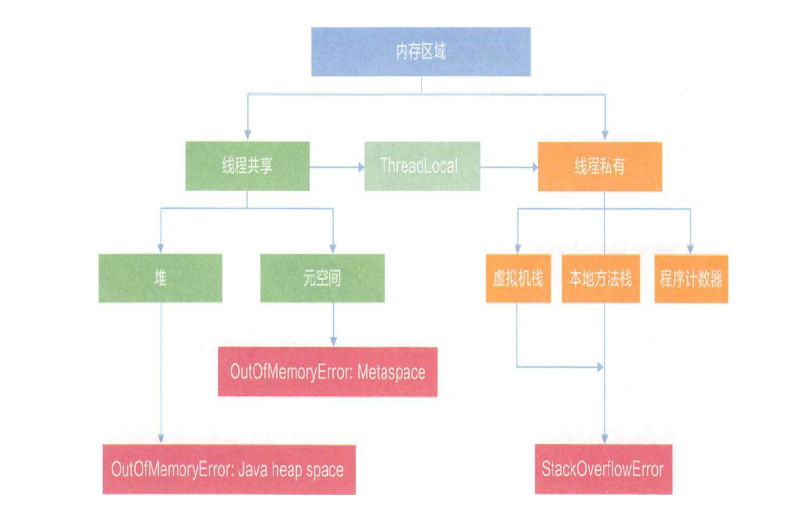 内存区域
线程共享
ThreadLocal
线程私有
堆
元空间
虚拟机栈
本地方法栈
程序计数器
OutOfMemoryError: Metaspace
OutOfMemoryError: Java heap space
StackOverflowError